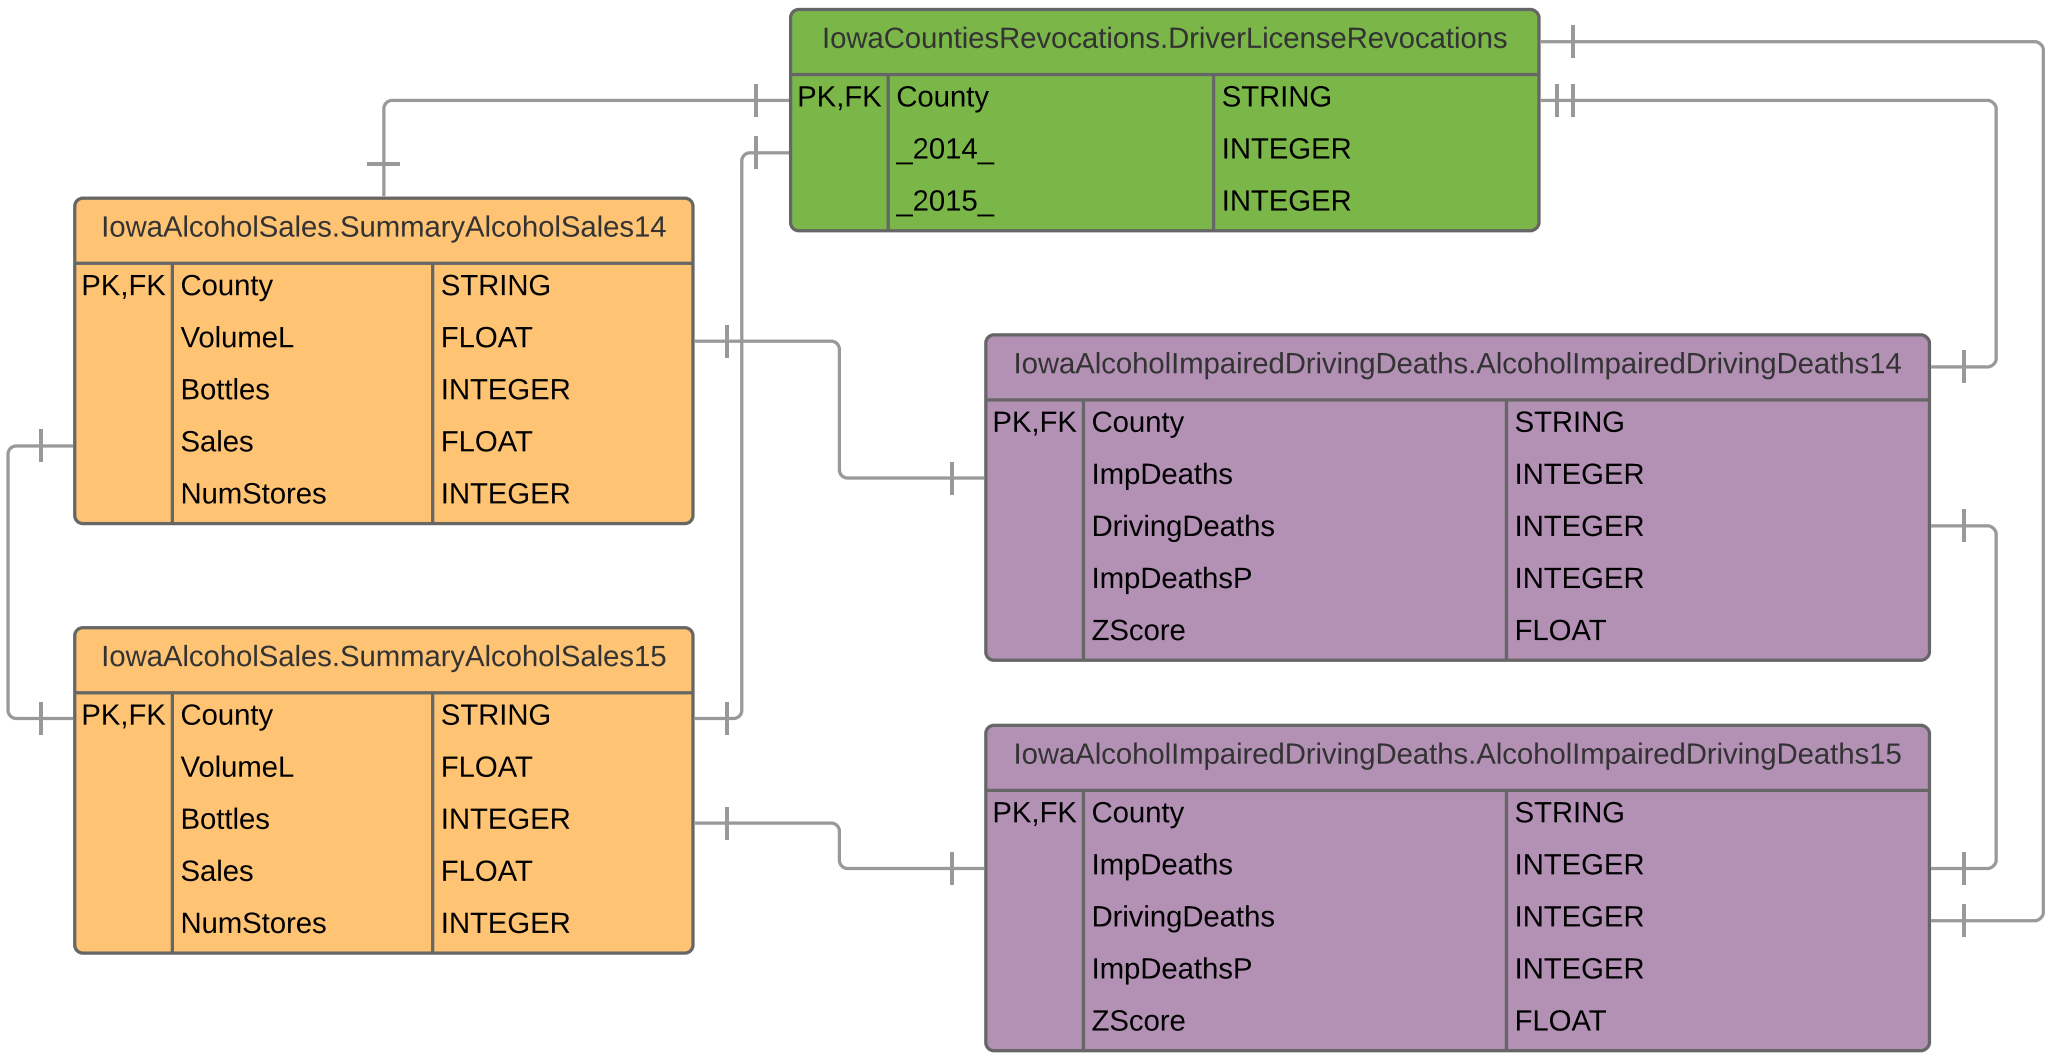 IowaCountiesRevocations.DriverLicenseRevocations
PK,FK County STRING
_2014_ INTEGER
_2015_ INTEGER
IowaAlcoholSales.SummaryAlcoholSales14
PK,FK County STRING
VolumeL FLOAT
Bottles INTEGER
Sales FLOAT
NumStores INTEGER
IowaAlcoholImpairedDrivingDeaths.AlcoholImpairedDrivingDeaths14
PK,FK County STRING
ImpDeaths INTEGER
DrivingDeaths INTEGER
ImpDeathsP INTEGER
ZScore FLOAT
IowaAlcoholSales.SummaryAlcoholSales15
PK,FK County STRING
VolumeL FLOAT
Bottles INTEGER
Sales FLOAT
NumStores INTEGER
IowaAlcoholImpairedDrivingDeaths.AlcoholImpairedDrivingDeaths15
PK,FK County STRING
ImpDeaths INTEGER
DrivingDeaths INTEGER
ImpDeathsP INTEGER
ZScore FLOAT